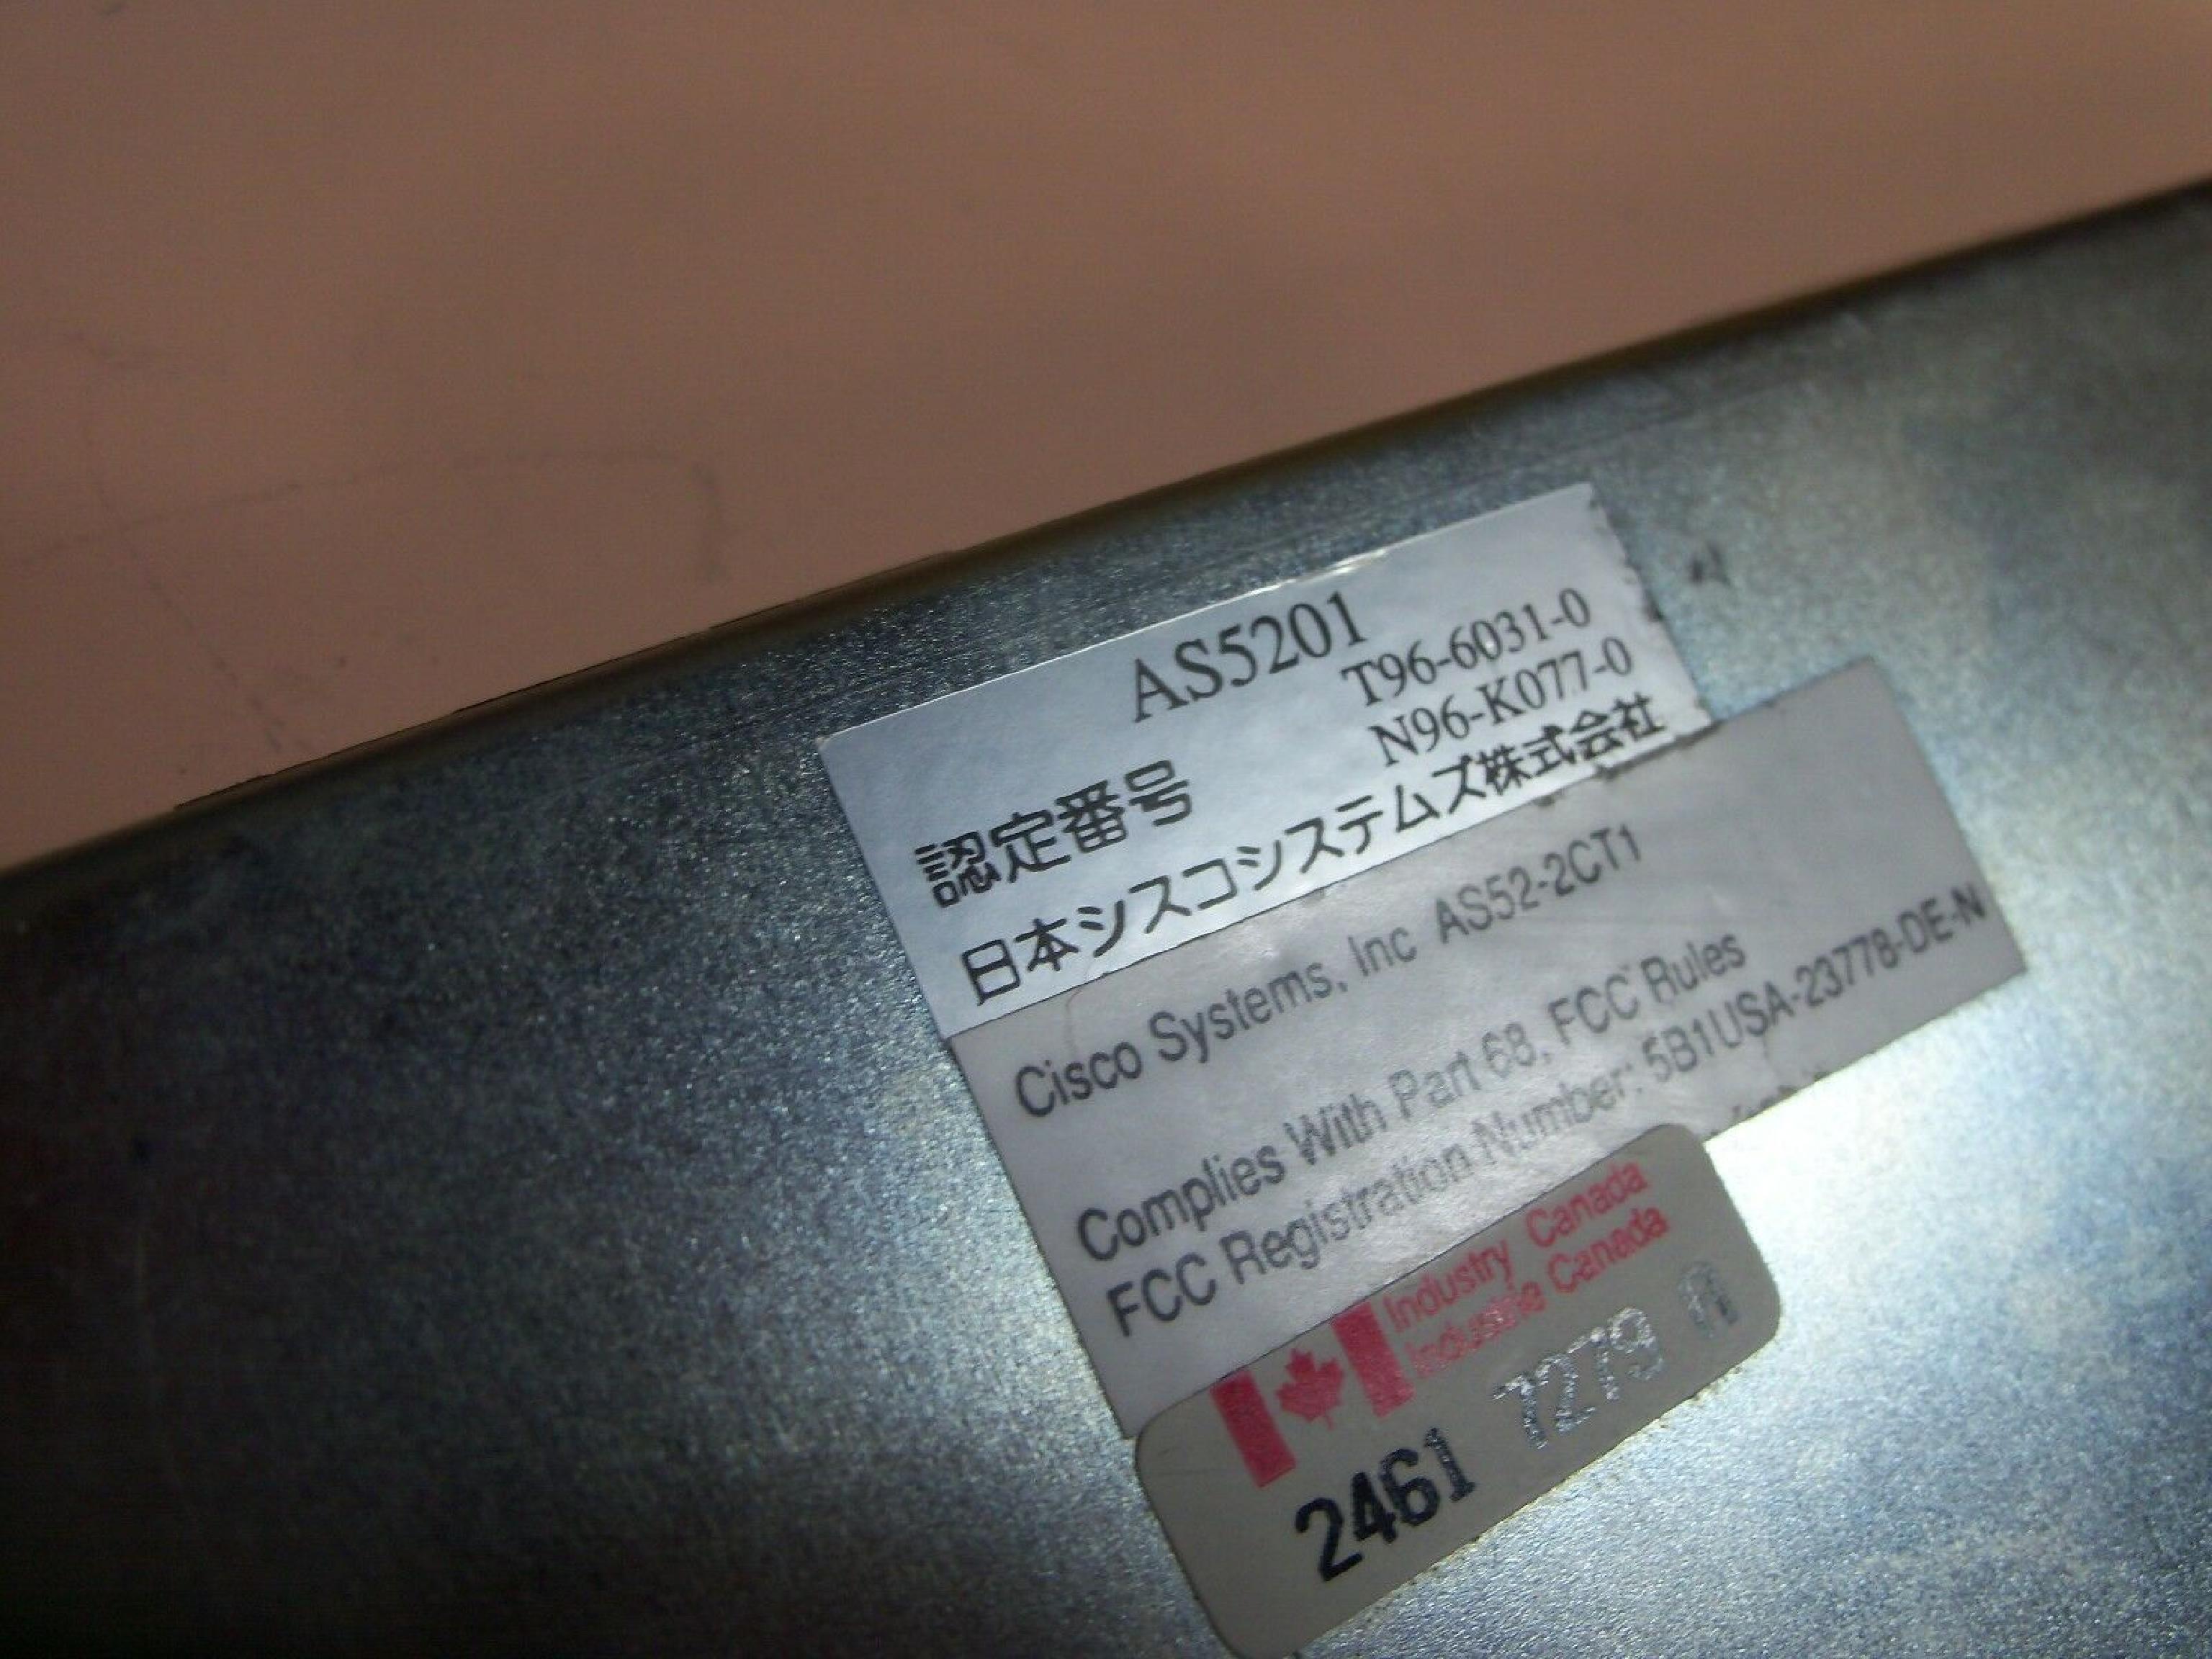 AS5201
認定番号 T96-6031-0
N96-K077-0
日本シスコシステムズ株式会社
Cisco Systems, Inc AS52-2CT1
Complies With Part 68, FCC Rules
FCC Registration Number: 5B1USA-23778-DE-N
Industry Canada
Industrie Canada
2461 7279